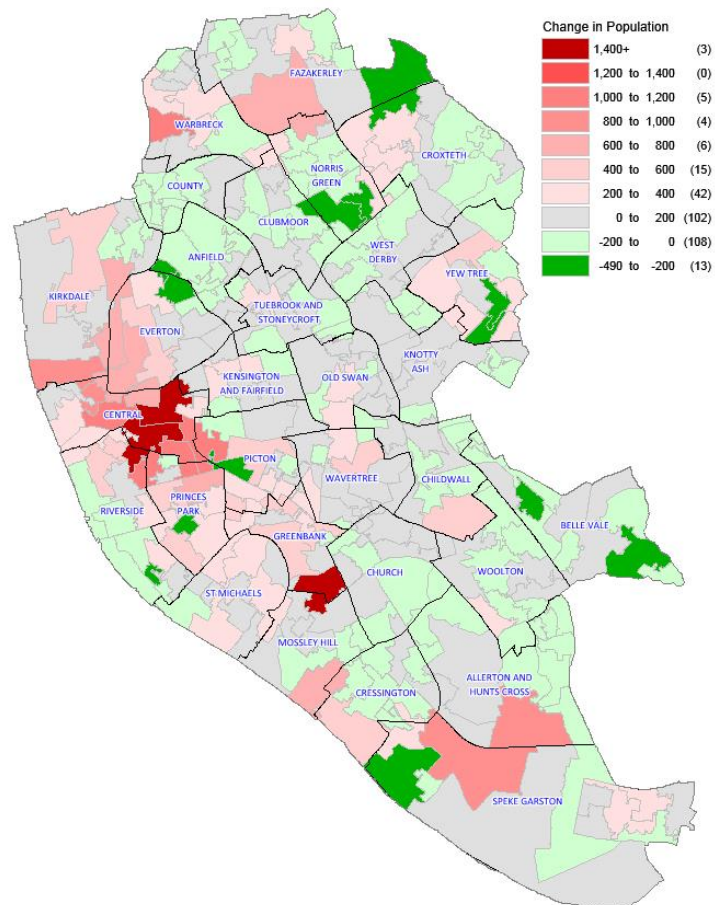 Change in Population
1,400+ (3)
1,200 to 1,400 (0)
1,000 to 1,200 (5)
800 to 1,000 (4)
600 to 800 (6)
400 to 600 (15)
200 to 400 (42)
0 to 200 (102)
-200 to 0 (108)
-490 to -200 (13)
FAZAKERLEY
WARBRECK
CROXTETH
NORRIS
GREEN
COUNTY
CLUBMOOR
WEST
DERBY
ANFIELD
YEW TREE
KIRKDALE
TUEBROOK AND
STONEYCROFT
EVERTON
KNOTTY
ASH
KENSINGTON
AND FAIRFIELD
OLD SWAN
CENTRAL
PICTON
WAVERTREE
CHILDWALL
PRINCES
PARK
RIVERSIDE
BELLE VALE
GREENBANK
CHURCH
WOOLTON
ST MICHAELS
MOSSLEY HILL
ALLERTON AND
HUNTS CROSS
CRESSINGTON
SPEKE GARSTON